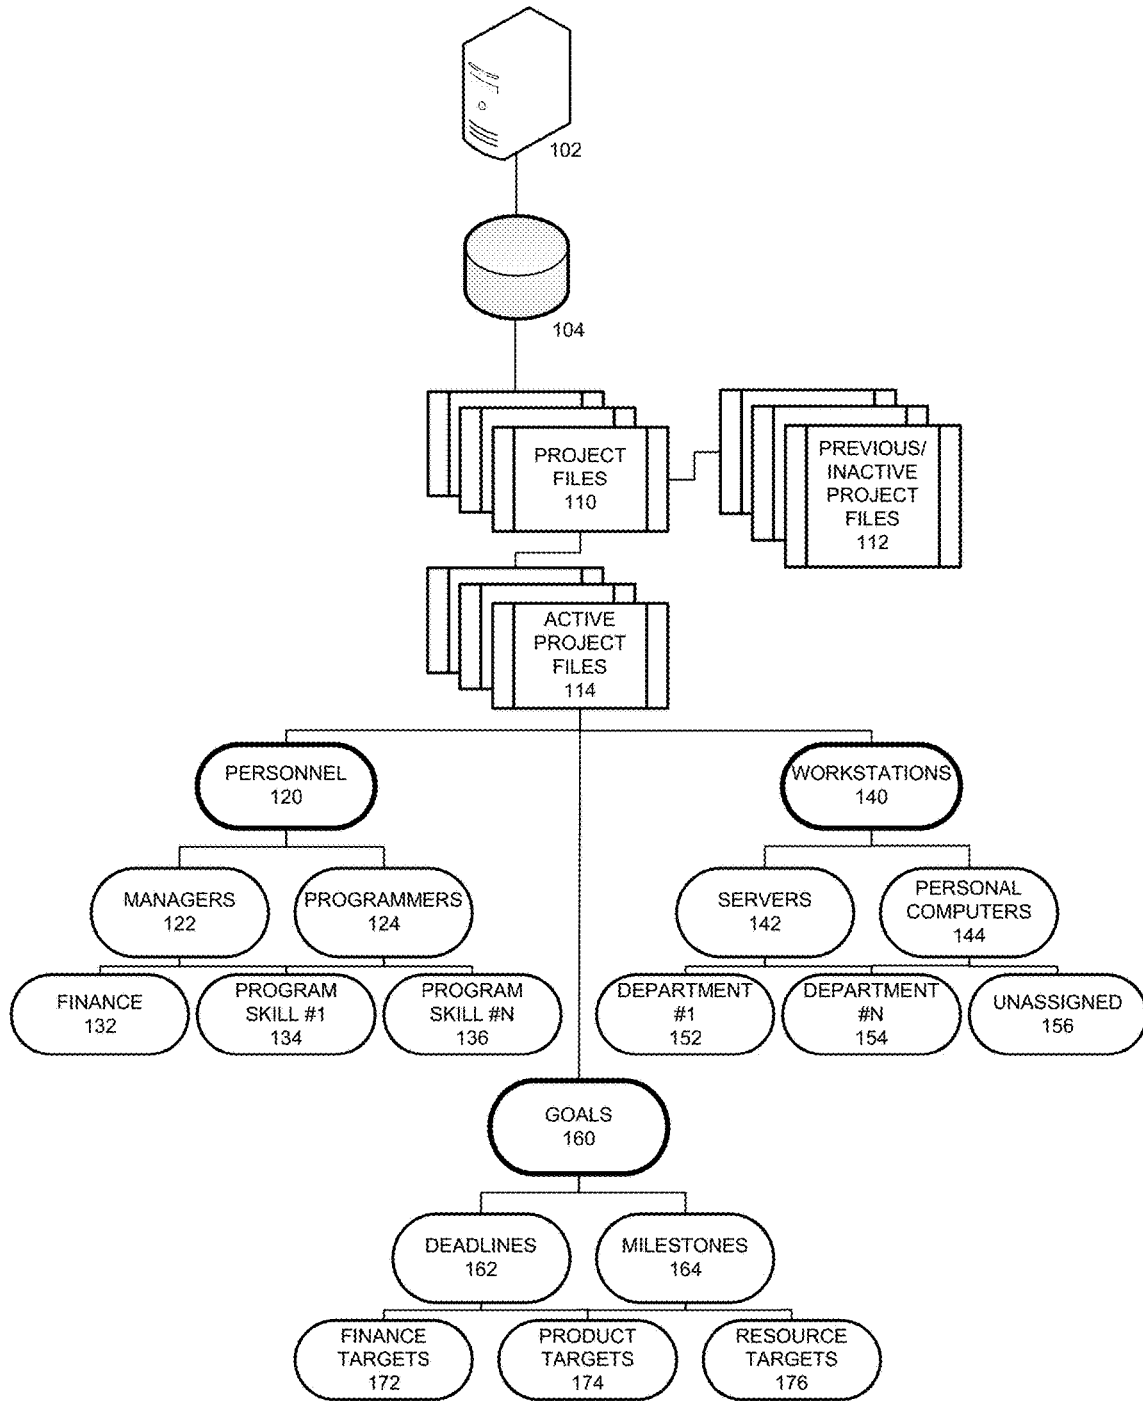 102
104
PROJECT
FILES
110
PREVIOUS/
INACTIVE
PROJECT
FILES
112
ACTIVE
PROJECT
FILES
114
PERSONNEL
120
WORKSTATIONS
140
MANAGERS
122
PROGRAMMERS
124
SERVERS
142
PERSONAL
COMPUTERS
144
FINANCE
132
PROGRAM
SKILL #1
134
PROGRAM
SKILL #N
136
DEPARTMENT
#1
152
DEPARTMENT
#N
154
UNASSIGNED
156
GOALS
160
DEADLINES
162
MILESTONES
164
FINANCE
TARGETS
172
PRODUCT
TARGETS
174
RESOURCE
TARGETS
176